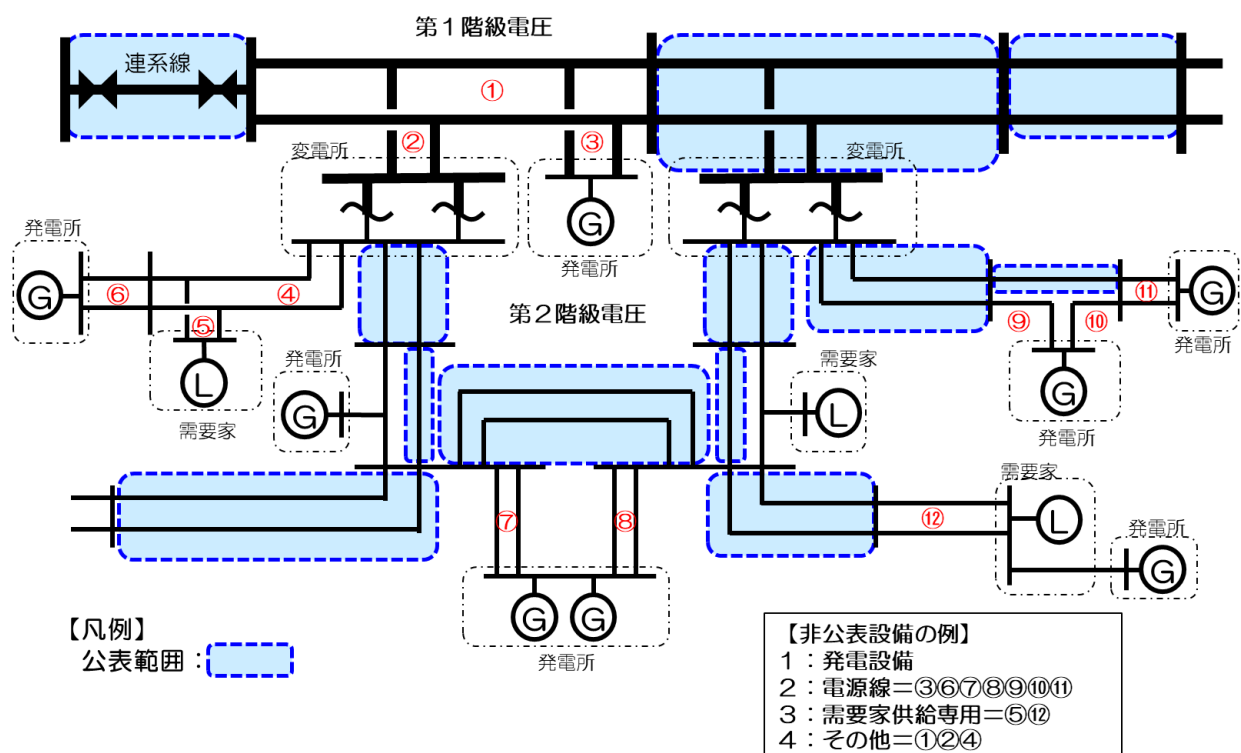 第１階級電圧
連系線
①
②
③
変電所
変電所
G
発電所
発電所
G
⑥
④
⑤
L
需要家
第２階級電圧
⑨
⑩
⑪
G
発電所
G
発電所
発電所
G
需要家
L
⑦
⑧
G
G
発電所
⑫
需要家
L
発電所
G
【凡例】
公表範囲：
【非公表設備の例】
１：発電設備
２：電源線＝③⑥⑦⑧⑨⑩⑪
３：需要家供給専用＝⑤⑫
４：その他＝①②④